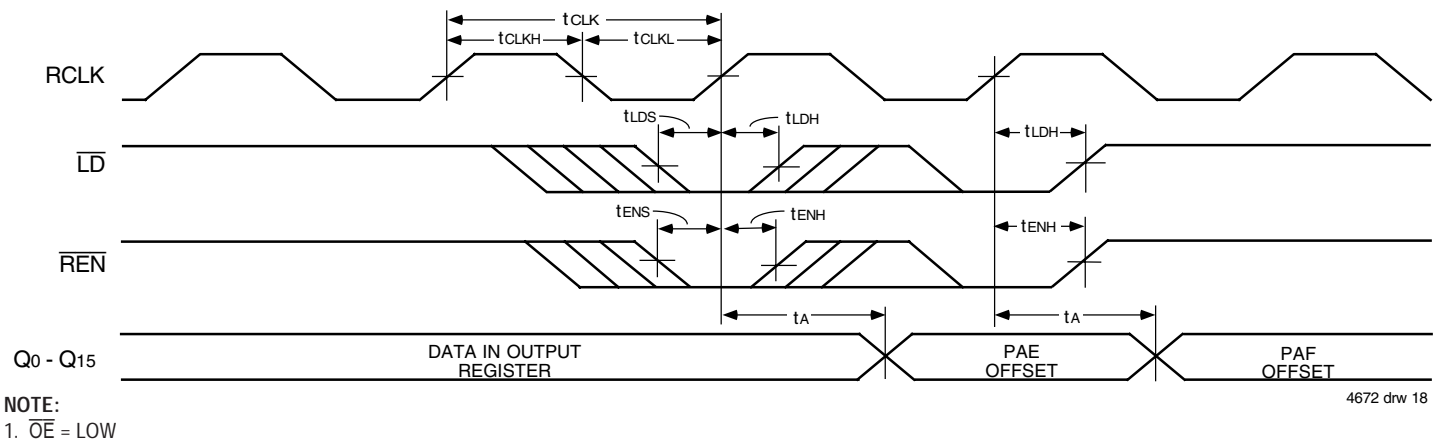 tCLK
tCLKH
tCLKL
RCLK
tLDS
tLDH
tLDH
LD
tENS
tENH
tENH
REN
tA
tA
Q0 - Q15
DATA IN OUTPUT
REGISTER
PAE
OFFSET
PAF
OFFSET
4672 drw 18
NOTE:
1. OE = LOW